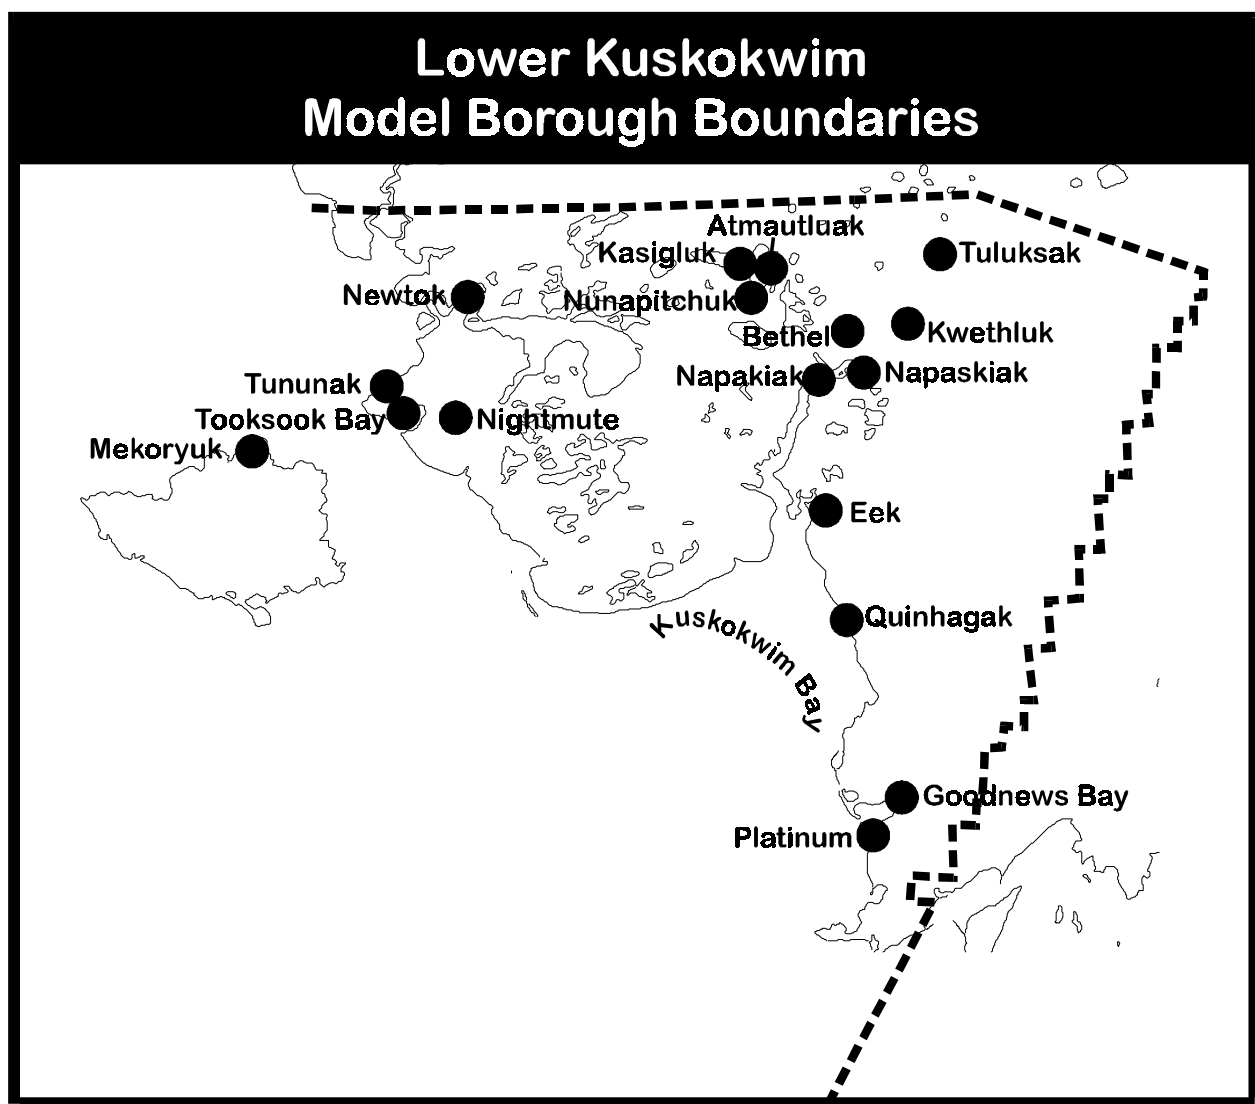 Lower Kuskokwim
Model Borough Boundaries
Atmautluak
Kasigluk
Tuluksak
Newtok
Nunapitchuk
Bethel
Kwethluk
Napakiak
Napaskiak
Tununak
Tooksook Bay
Nightmute
Mekoryuk
Eek
Quinhagak
Kuskokwim Bay
Goodnews Bay
Platinum